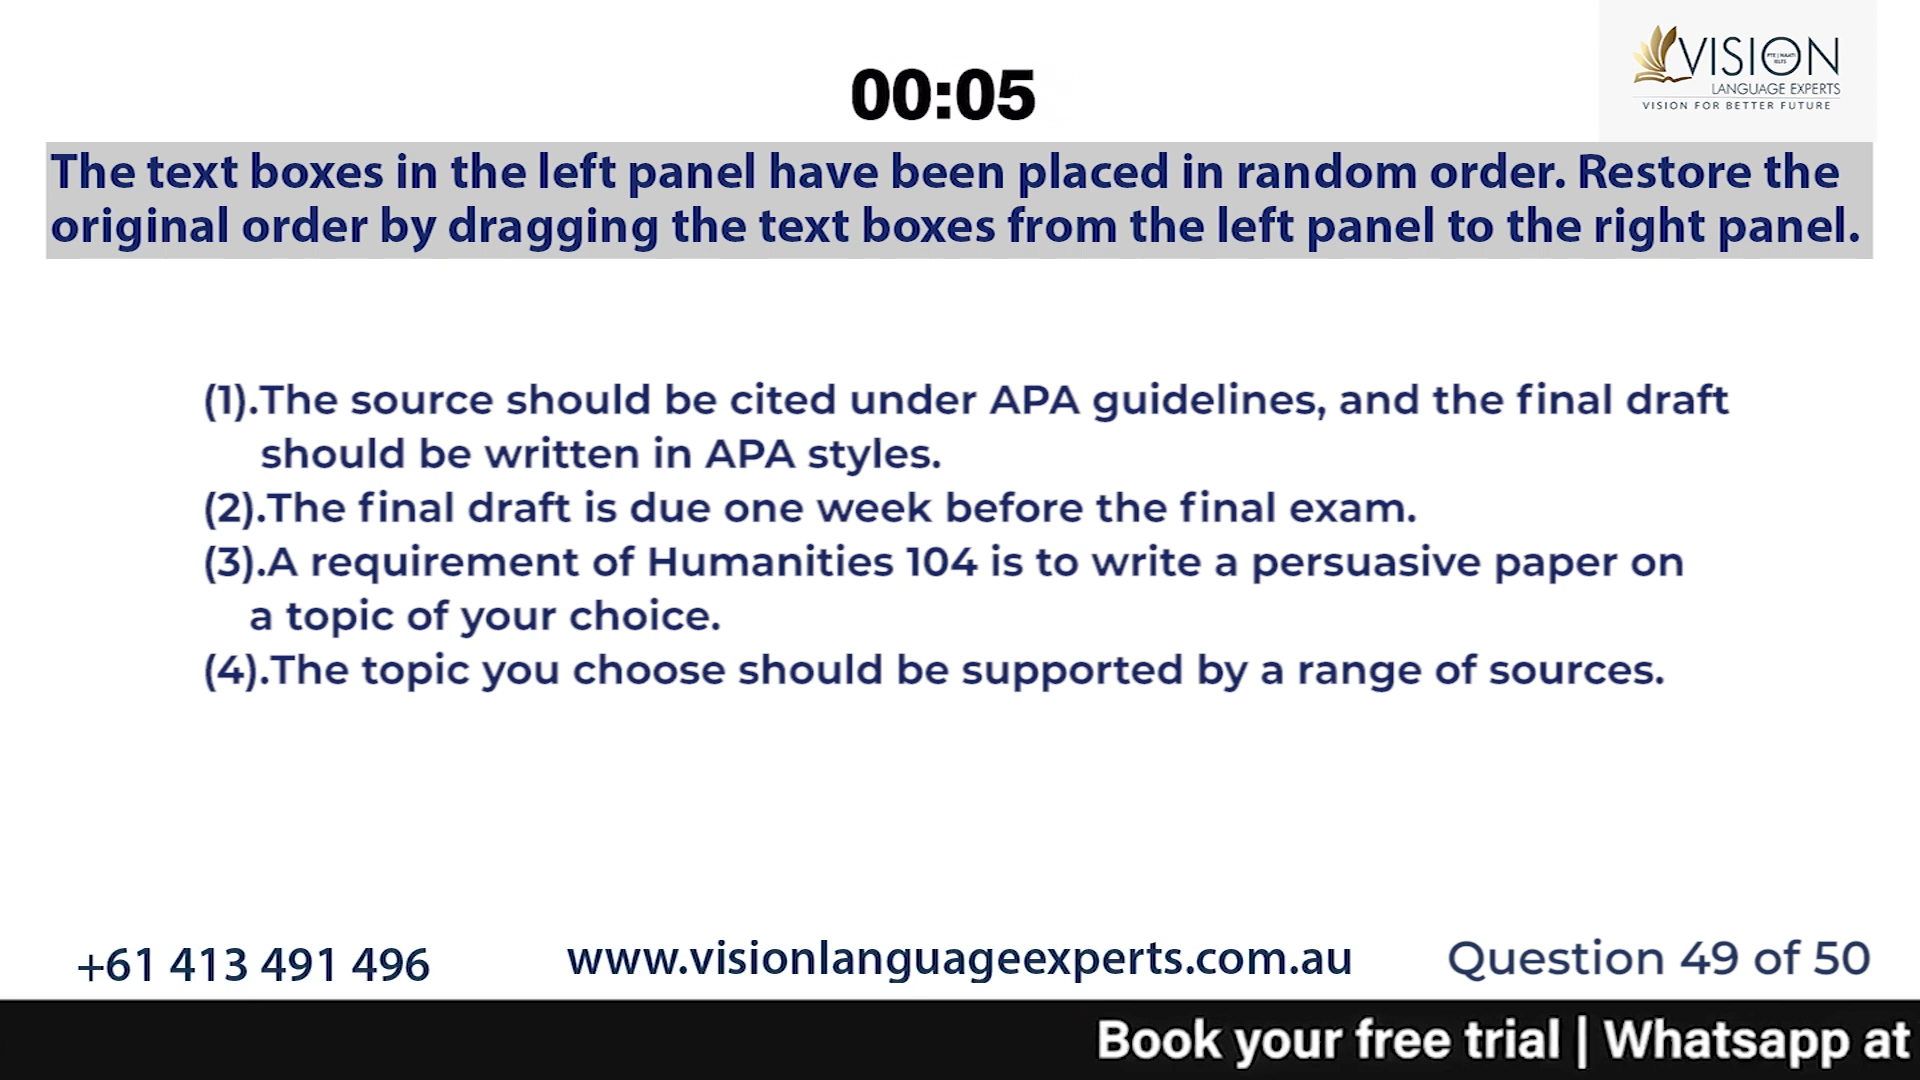 VISION
PTE | NAATI
IELTS
LANGUAGE EXPERTS
VISION FOR BETTER FUTURE
00:05
The text boxes in the left panel have been placed in random order. Restore the
original order by dragging the text boxes from the left panel to the right panel.
(1).The source should be cited under APA guidelines, and the final draft
should be written in APA styles.
(2).The final draft is due one week before the final exam.
(3).A requirement of Humanities 104 is to write a persuasive paper on
a topic of your choice.
(4).The topic you choose should be supported by a range of sources.
+61 413 491 496
www.visionlanguageexperts.com.au
Question 49 of 50
Book your free trial | Whatsapp at